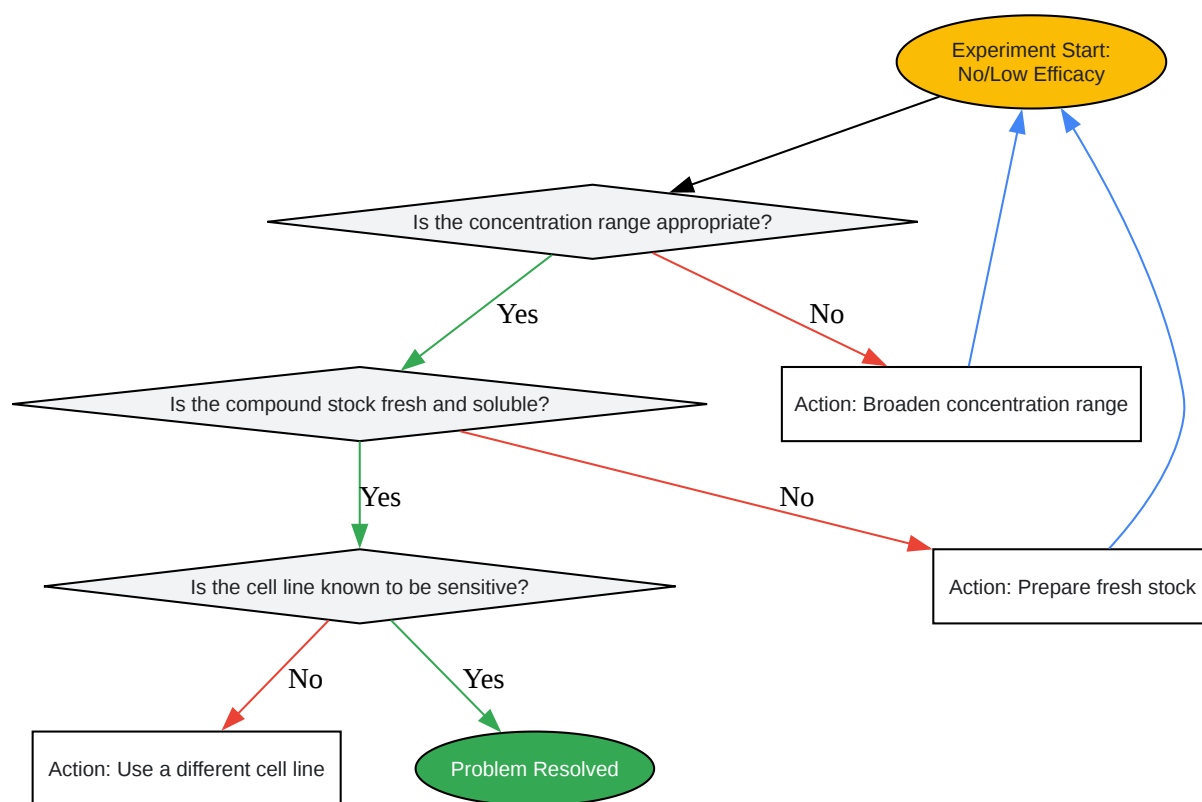 Experiment Start:
No/Low Efficacy
Is the concentration range appropriate?
Yes
No
Is the compound stock fresh and soluble?
Action: Broaden concentration range
Yes
No
Is the cell line known to be sensitive?
Action: Prepare fresh stock
No
Yes
Action: Use a different cell line
Problem Resolved